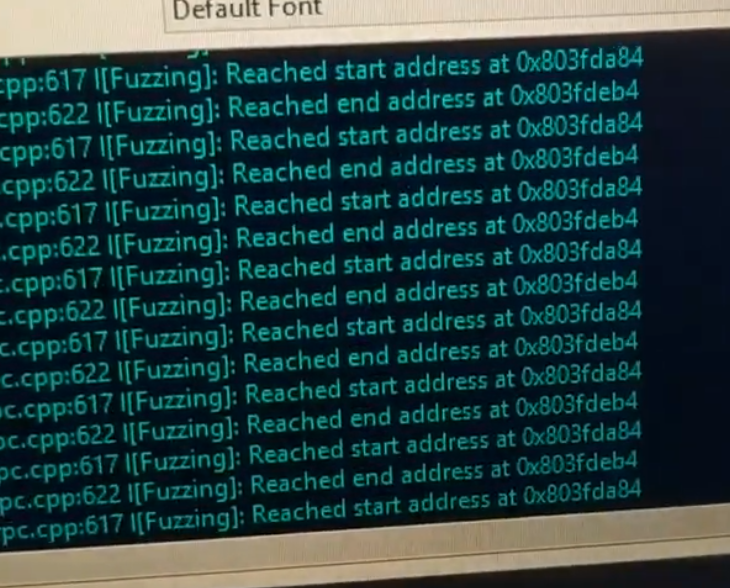 Default Font
cpp:617 I[Fuzzing]: Reached start address at 0x803fda84
cpp:622 I[Fuzzing]: Reached end address at 0x803fdeb4
cpp:617 I[Fuzzing]: Reached start address at 0x803fda84
.cpp:622 I[Fuzzing]: Reached end address at 0x803fdeb4
.cpp:617 I[Fuzzing]: Reached start address at 0x803fda84
.cpp:622 I[Fuzzing]: Reached end address at 0x803fdeb4
c.cpp:617 I[Fuzzing]: Reached start address at 0x803fda84
c.cpp:622 I[Fuzzing]: Reached end address at 0x803fdeb4
c.cpp:617 I[Fuzzing]: Reached start address at 0x803fda84
c.cpp:622 I[Fuzzing]: Reached end address at 0x803fdeb4
pc.cpp:617 I[Fuzzing]: Reached start address at 0x803fda84
pc.cpp:622 I[Fuzzing]: Reached end address at 0x803fdeb4
pc.cpp:617 I[Fuzzing]: Reached start address at 0x803fda84
pc.cpp:622 I[Fuzzing]: Reached end address at 0x803fdeb4
pc.cpp:617 I[Fuzzing]: Reached start address at 0x803fda84